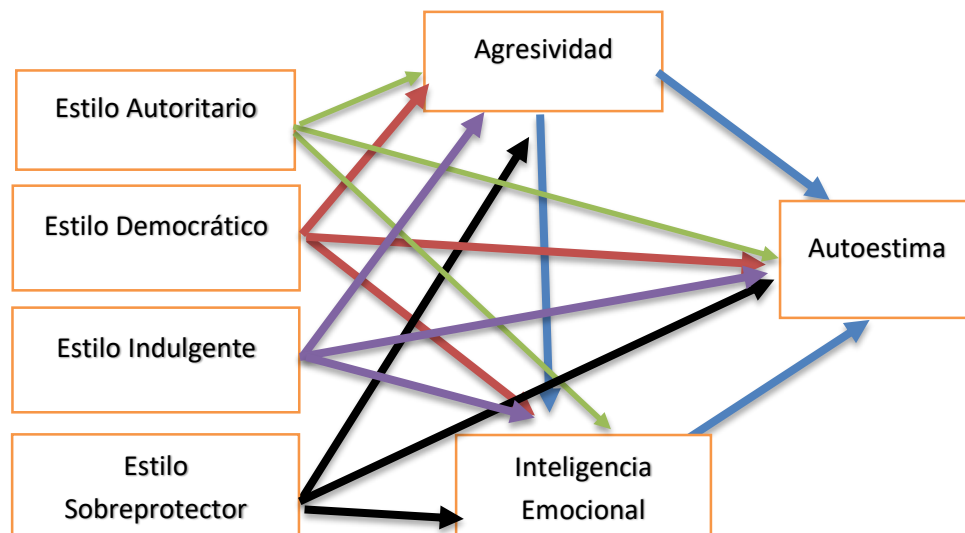 Agresividad
Estilo Autoritario
Estilo Democrático
Autoestima
Estilo Indulgente
Estilo
Sobreprotector
Inteligencia
Emocional